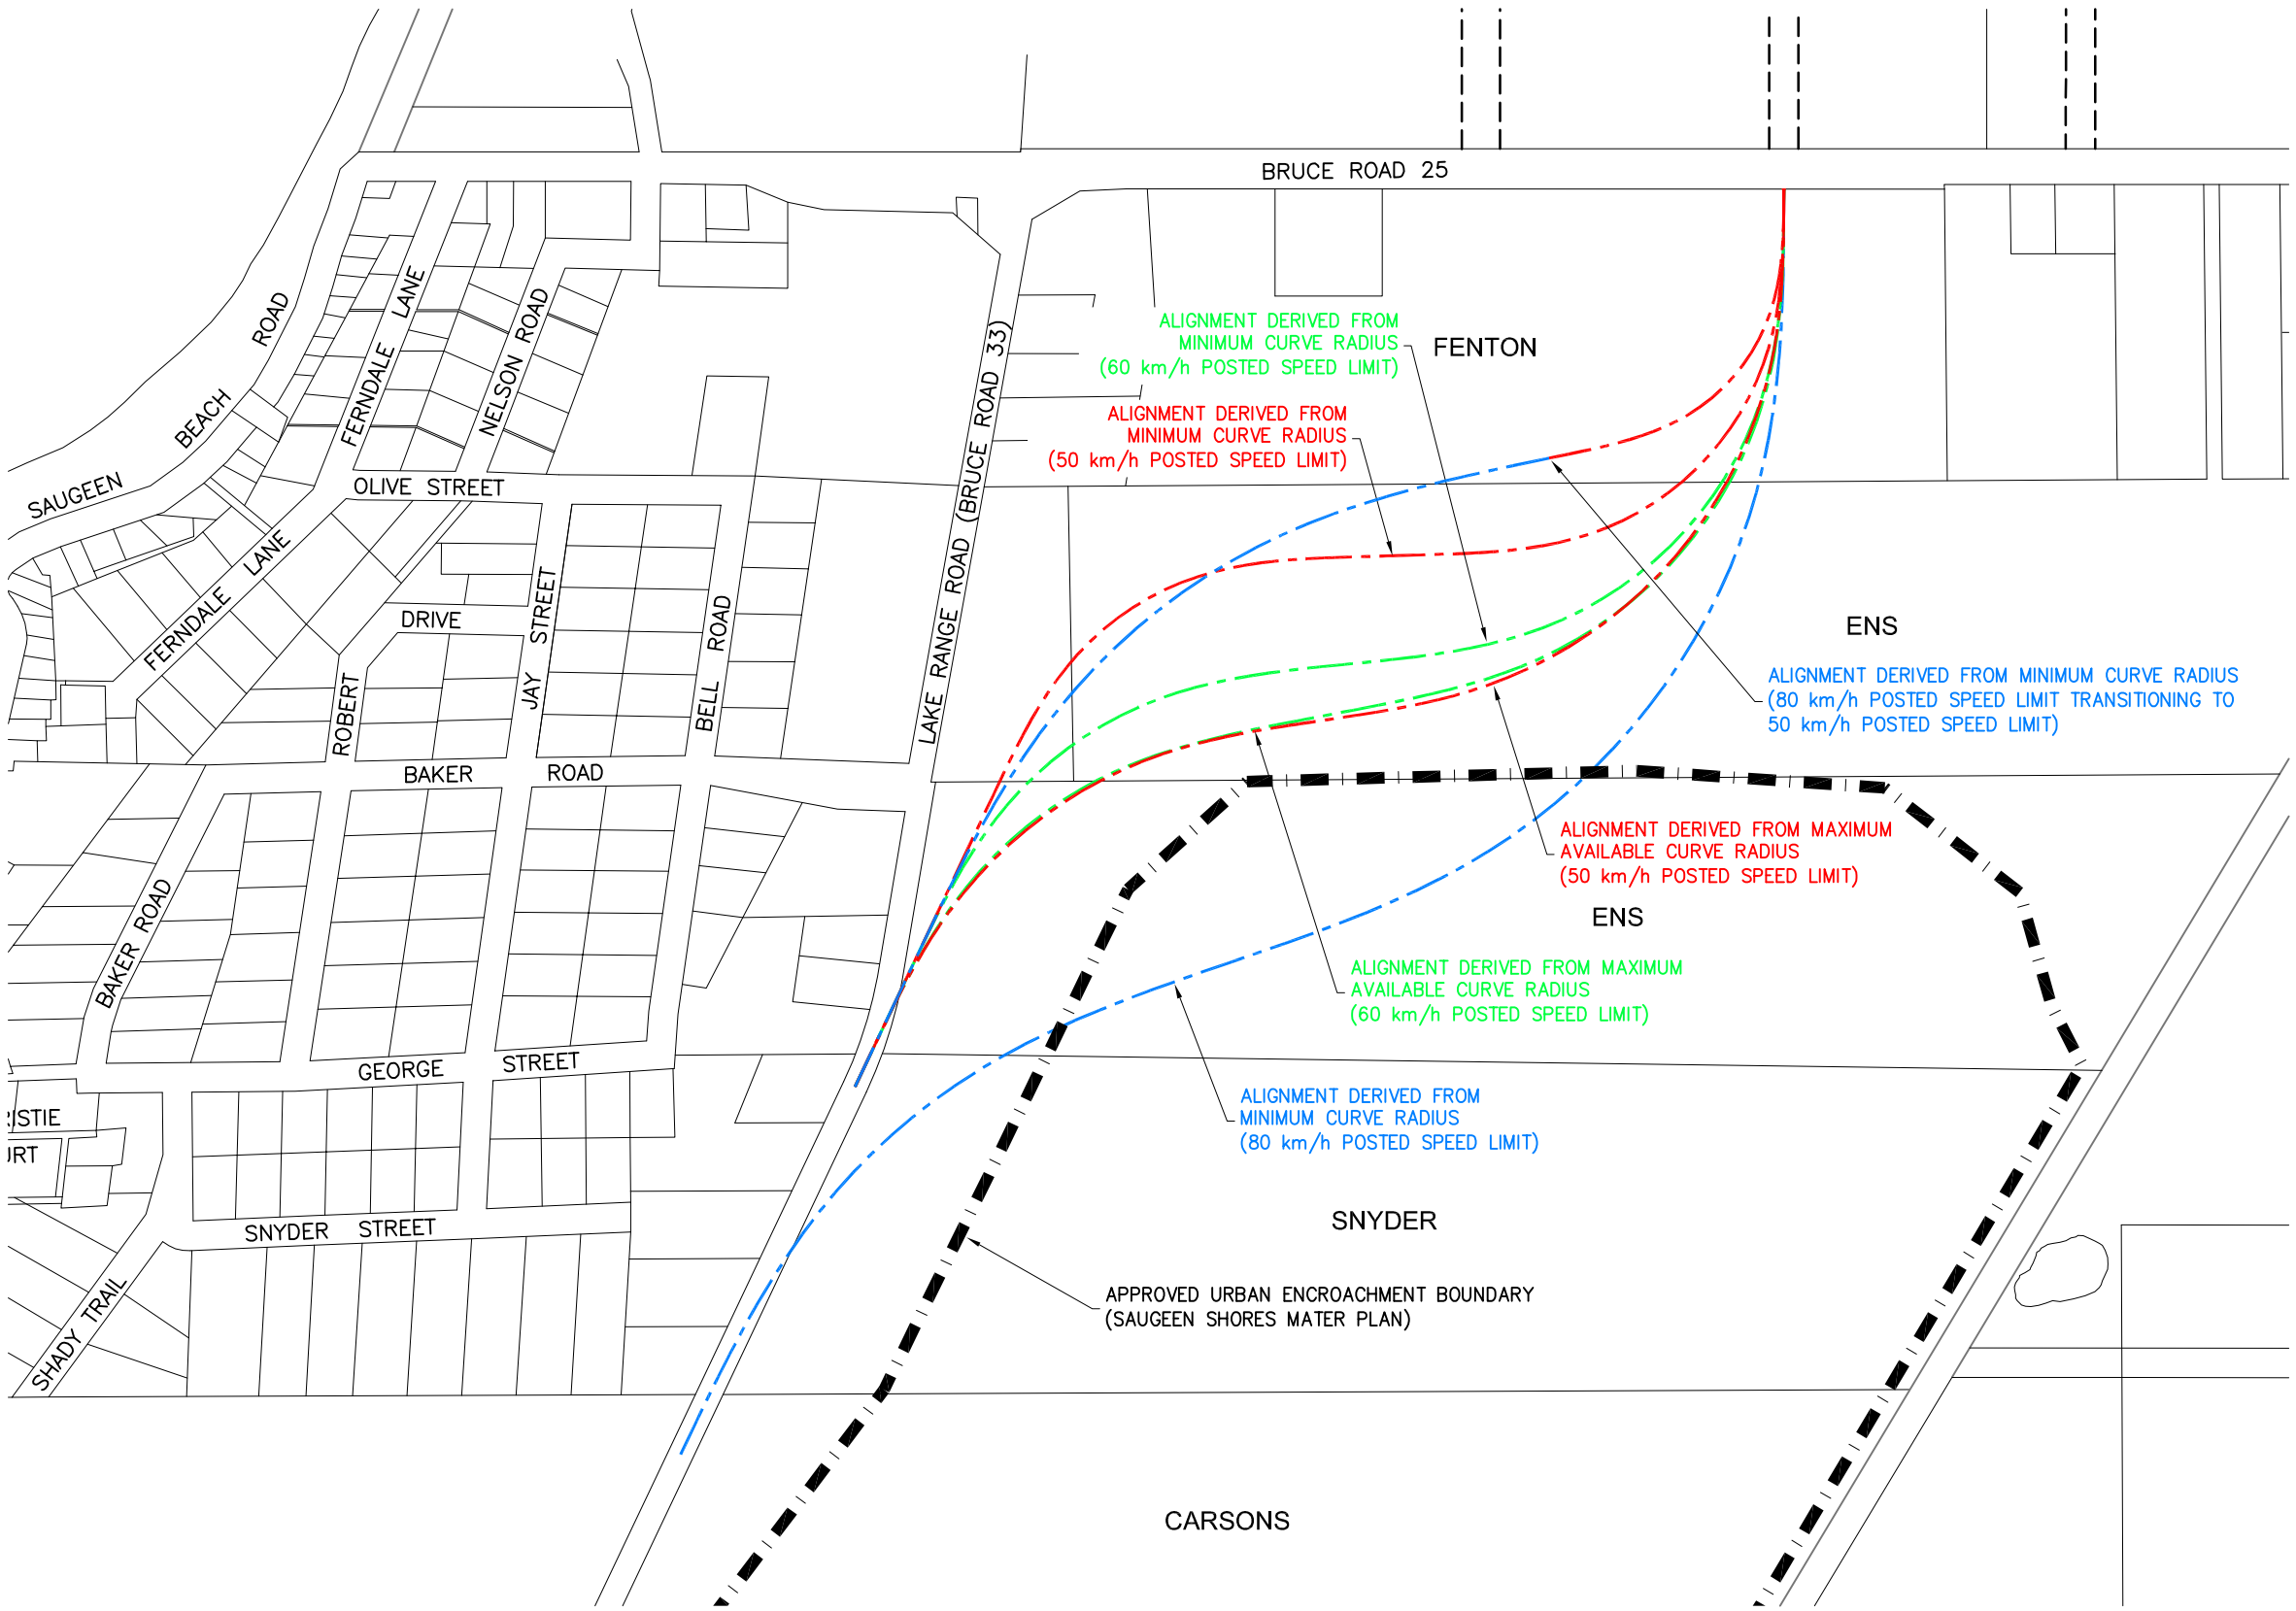 BRUCE ROAD 25
SAUGEEN BEACH ROAD
FERNDALE LANE
NELSON ROAD
LAKE RANGE ROAD (BRUCE ROAD 33)
ALIGNMENT DERIVED FROM
MINIMUM CURVE RADIUS
(60 km/h POSTED SPEED LIMIT)
FENTON
ALIGNMENT DERIVED FROM
MINIMUM CURVE RADIUS
(50 km/h POSTED SPEED LIMIT)
OLIVE STREET
FERNDALE LANE
ROBERT
DRIVE
JAY STREET
BELL ROAD
ENS
ALIGNMENT DERIVED FROM MINIMUM CURVE RADIUS
(80 km/h POSTED SPEED LIMIT TRANSITIONING TO
50 km/h POSTED SPEED LIMIT)
BAKER ROAD
ALIGNMENT DERIVED FROM MAXIMUM
AVAILABLE CURVE RADIUS
(50 km/h POSTED SPEED LIMIT)
BAKER ROAD
ENS
ALIGNMENT DERIVED FROM MAXIMUM
AVAILABLE CURVE RADIUS
(60 km/h POSTED SPEED LIMIT)
GEORGE STREET
RISTIE
URT
ALIGNMENT DERIVED FROM
MINIMUM CURVE RADIUS
(80 km/h POSTED SPEED LIMIT)
SNYDER STREET
SNYDER
SHADY TRAIL
APPROVED URBAN ENCROACHMENT BOUNDARY
(SAUGEEN SHORES MATER PLAN)
CARSONS